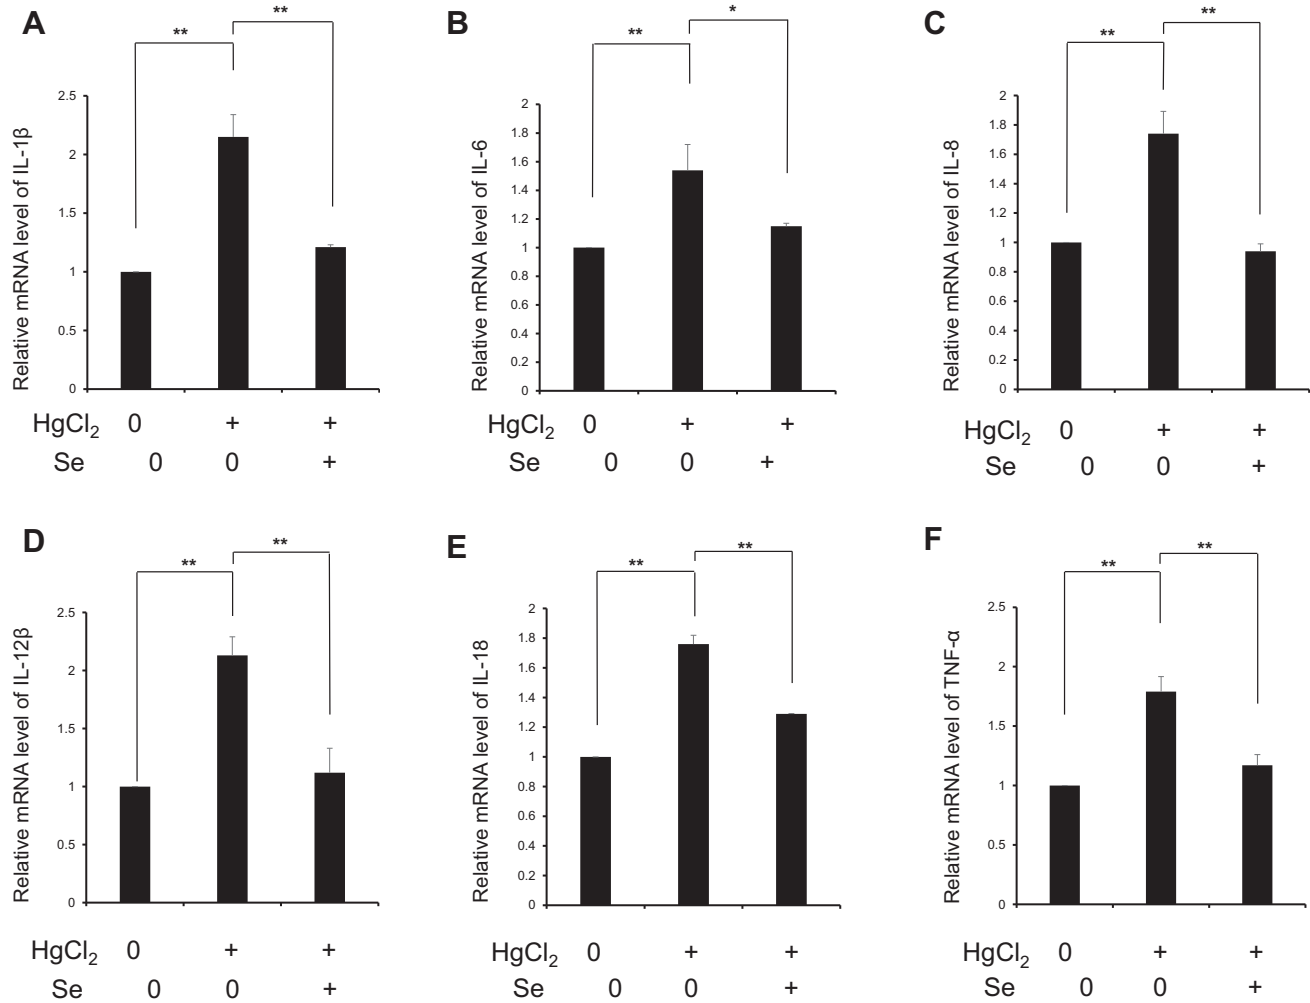 A
**
**
Relative mRNA level of IL-1β
2.5
2
1.5
1
0.5
0
HgCl2 0 + +
Se 0 0 +
B
**
*
Relative mRNA level of IL-6
2
1.8
1.6
1.4
1.2
1
0.8
0.6
0.4
0.2
0
HgCl2 0 + +
Se 0 0 +
C
**
**
Relative mRNA level of IL-8
2
1.8
1.6
1.4
1.2
1
0.8
0.6
0.4
0.2
0
HgCl2 0 + +
Se 0 0 +
D
**
**
Relative mRNA level of IL-12β
2.5
2
1.5
1
0.5
0
HgCl2 0 + +
Se 0 0 +
E
**
**
Relative mRNA level of IL-18
2
1.8
1.6
1.4
1.2
1
0.8
0.6
0.4
0.2
0
HgCl2 0 + +
Se 0 0 +
F
**
**
Relative mRNA level of TNF-α
2.5
2
1.5
1
0.5
0
HgCl2 0 + +
Se 0 0 +